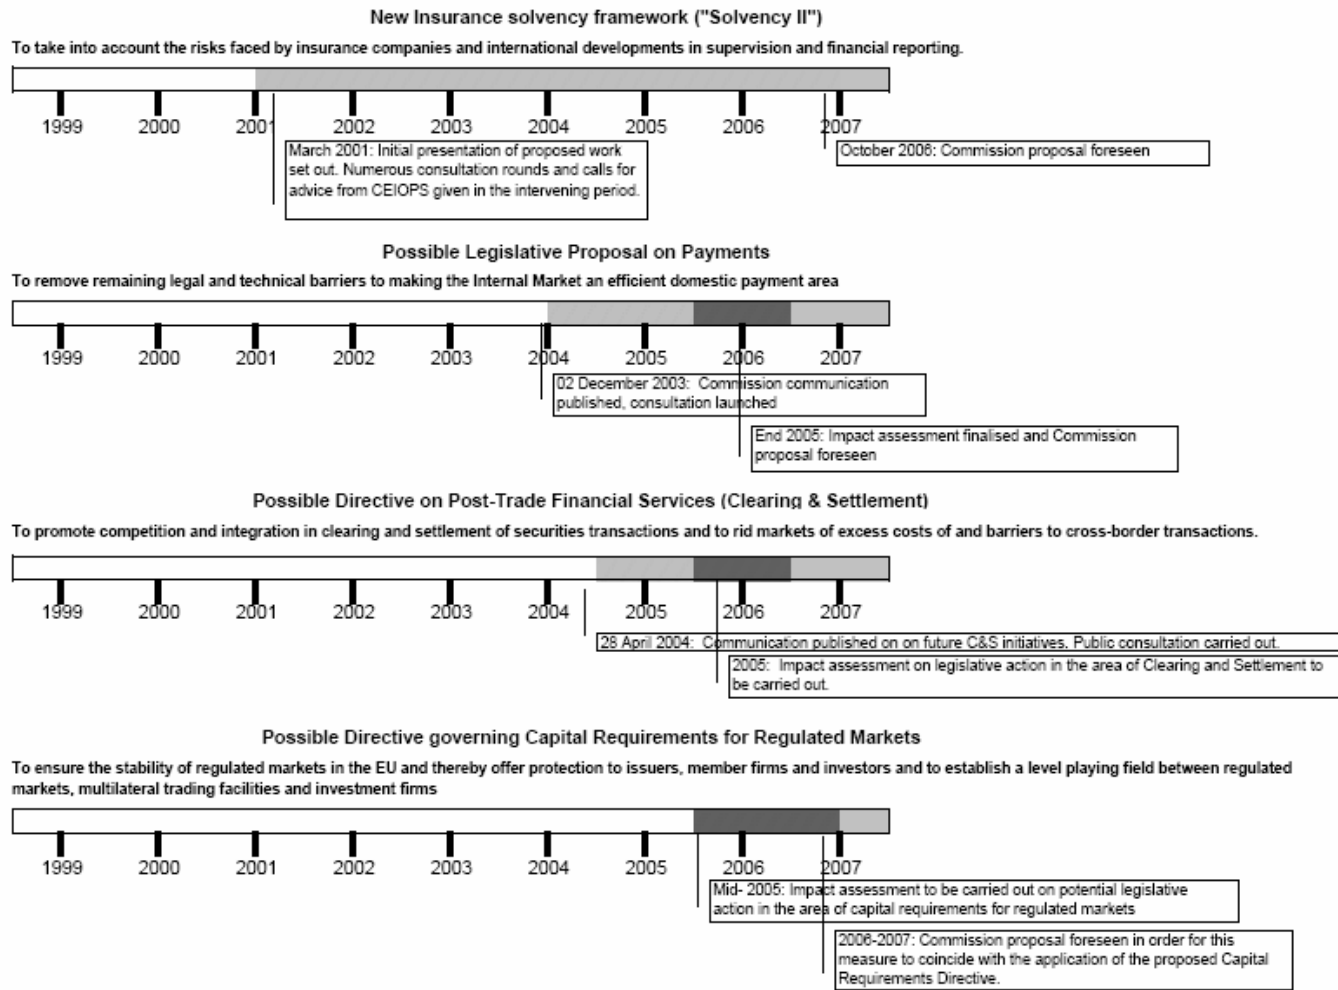 New Insurance solvency framework ("Solvency II")
To take into account the risks faced by insurance companies and international developments in supervision and financial reporting.
1999 2000 2001 2002 2003 2004 2005 2006 2007
March 2001: Initial presentation of proposed work
set out. Numerous consultation rounds and calls for
advice from CEIOPS given in the intervening period.
October 2006: Commission proposal foreseen
Possible Legislative Proposal on Payments
To remove remaining legal and technical barriers to making the Internal Market an efficient domestic payment area
1999 2000 2001 2002 2003 2004 2005 2006 2007
02 December 2003: Commission communication
published, consultation launched
End 2005: Impact assessment finalised and Commission
proposal foreseen
Possible Directive on Post-Trade Financial Services (Clearing & Settlement)
To promote competition and integration in clearing and settlement of securities transactions and to rid markets of excess costs of and barriers to cross-border transactions.
1999 2000 2001 2002 2003 2004 2005 2006 2007
28 April 2004: Communication published on on future C&S initiatives. Public consultation carried out.
2005: Impact assessment on legislative action in the area of Clearing and Settlement to
be carried out.
Possible Directive governing Capital Requirements for Regulated Markets
To ensure the stability of regulated markets in the EU and thereby offer protection to issuers, member firms and investors and to establish a level playing field between regulated
markets, multilateral trading facilities and investment firms
1999 2000 2001 2002 2003 2004 2005 2006 2007
Mid- 2005: Impact assessment to be carried out on potential legislative
action in the area of capital requirements for regulated markets
2006-2007: Commission proposal foreseen in order for this
measure to coincide with the application of the proposed Capital
Requirements Directive.